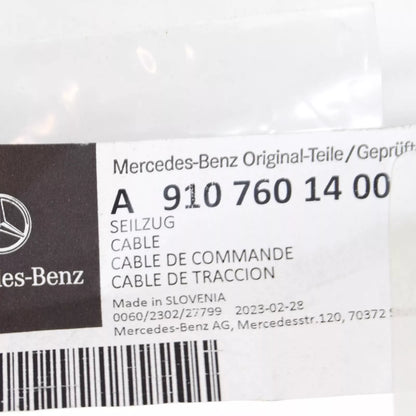 Mercedes-Benz Original-Teile/Geprüft
A 910 760 14 00
SEILZUG
CABLE
CABLE DE COMMANDE
CABLE DE TRACCION
des-Benz
Made in SLOVENIA
0060/2302/27799 2023-02-28
Mercedes-Benz AG, Mercedesstr.120, 70372